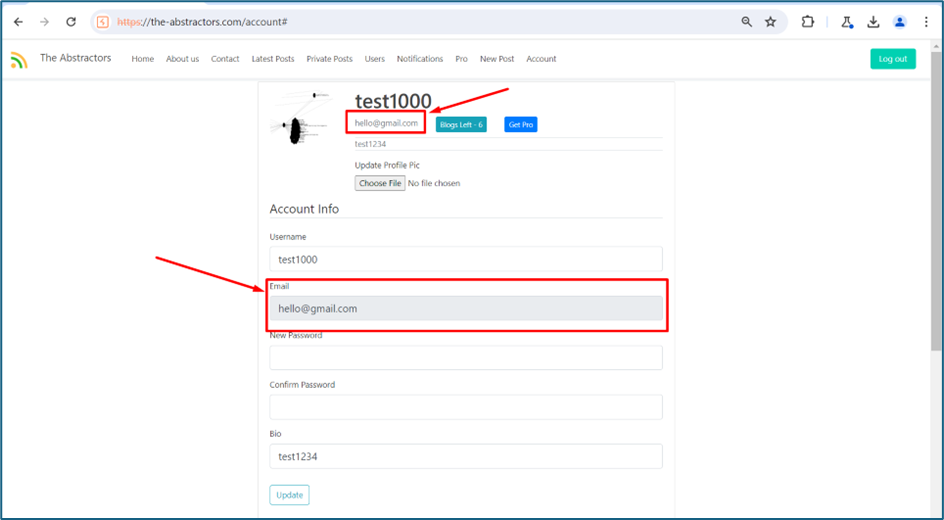 https://the-abstractors.com/account#
The Abstractors Home About us Contact Latest Posts Private Posts Users Notifications Pro New Post Account Log out
test1000
hello@gmail.com Blogs Left - 6 Get Pro
test1234
Update Profile Pic
Choose File No file chosen
Account Info
Username
test1000
Email
hello@gmail.com
New Password
Confirm Password
Bio
test1234
Update